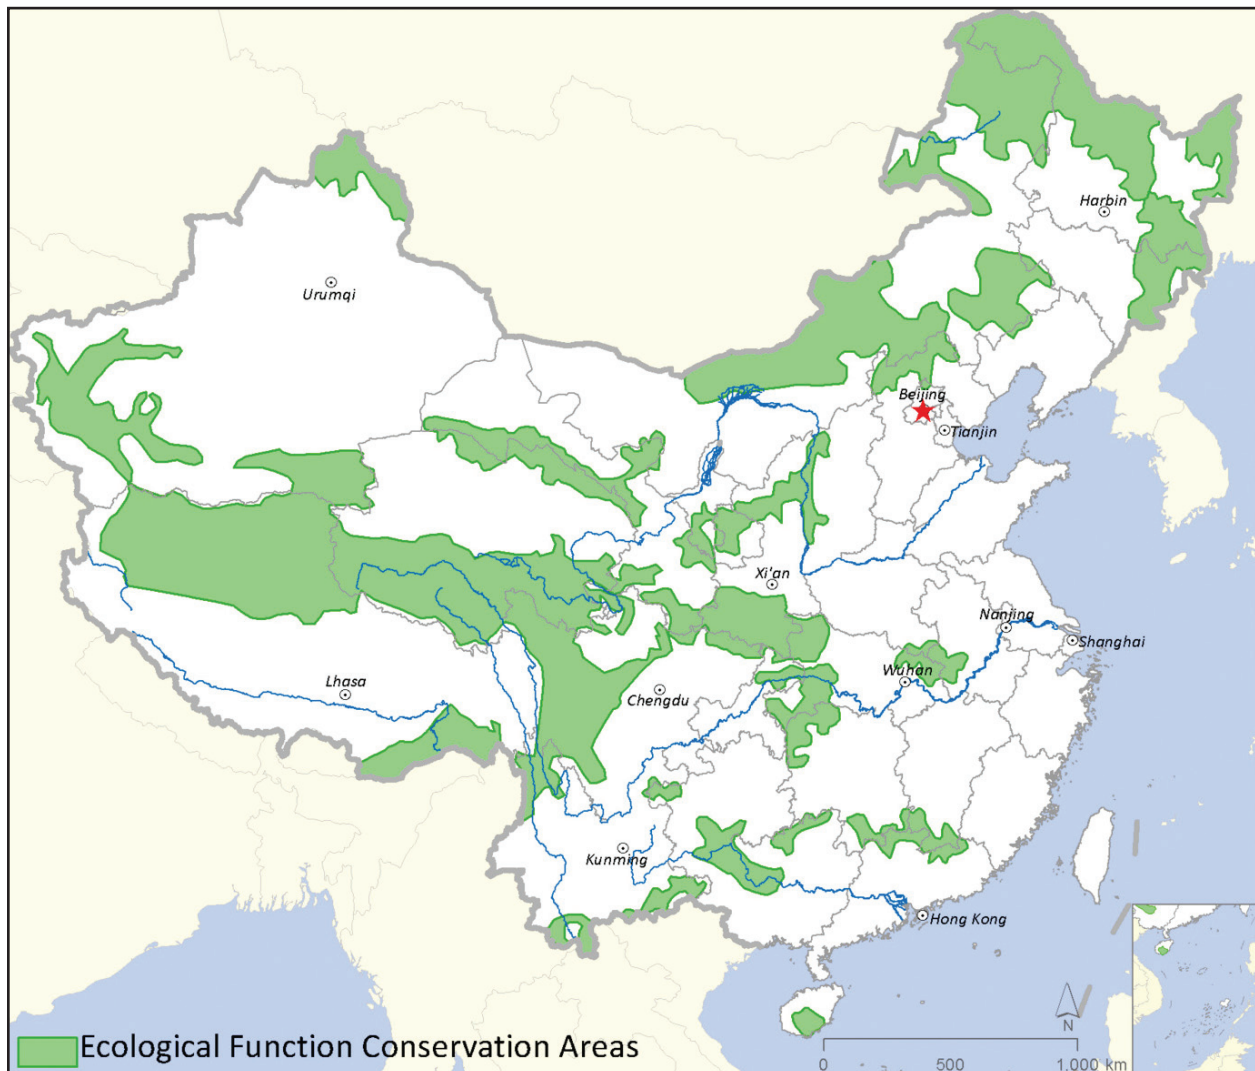 Harbin
Urumqi
Beijing
Tianjin
Xi'an
Nanjing
Shanghai
Wuhan
Lhasa
Chengdu
Kunming
Hong Kong
N
Ecological Function Conservation Areas
0 500 1,000 km